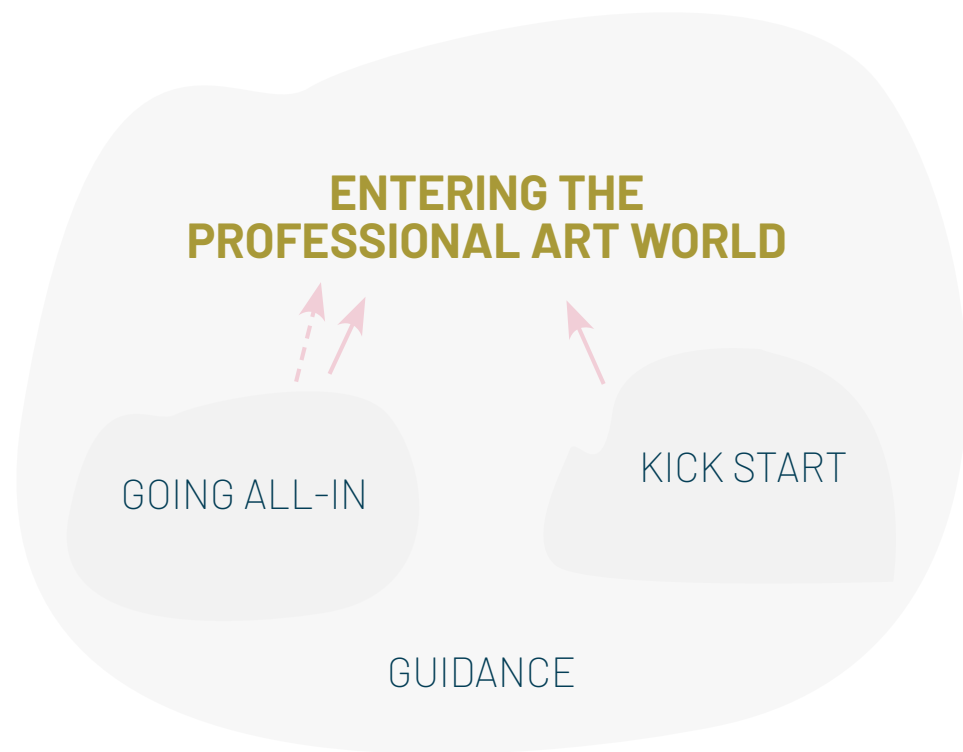 ENTERING THE
PROFESSIONAL ART WORLD
KICK START
GOING ALL-IN
GUIDANCE